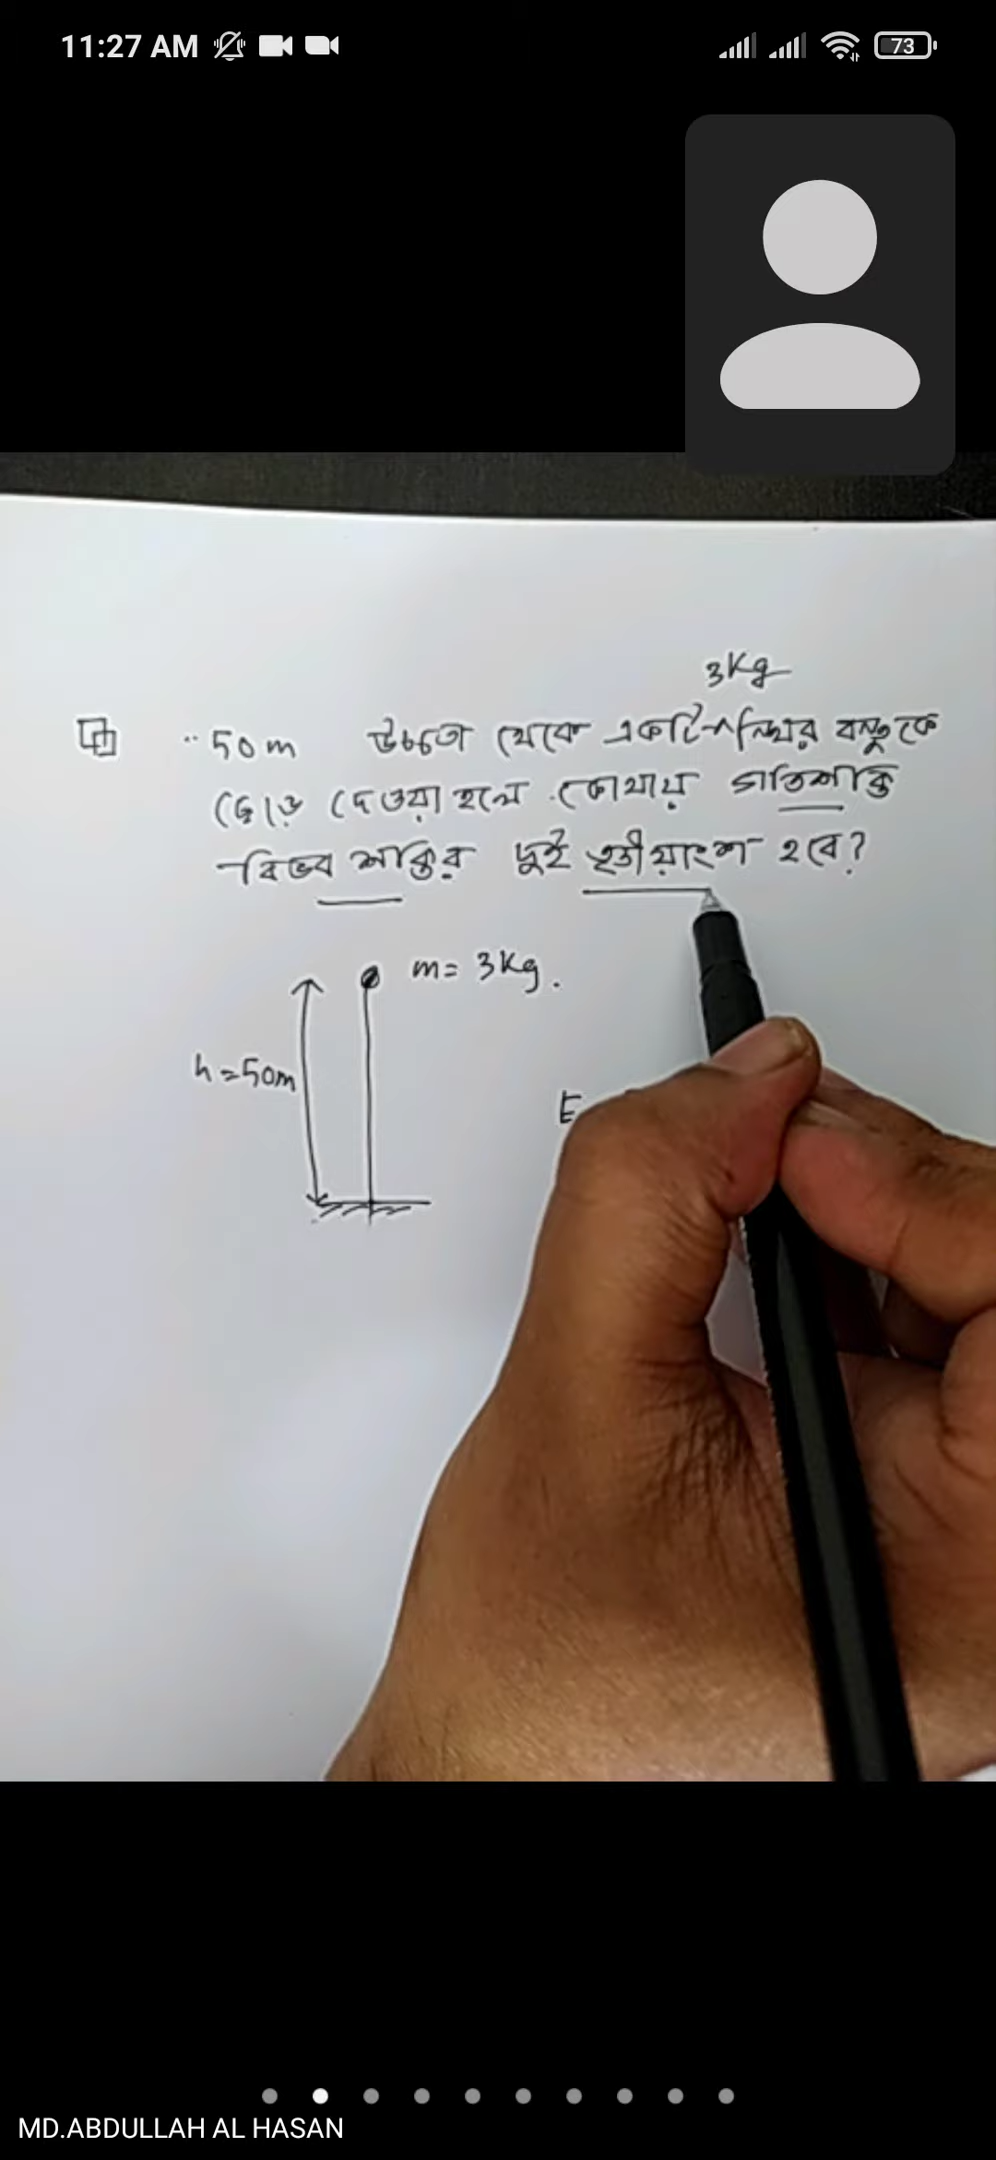 11:27 AM
73
3Kg
50m উচ্চতা থেকে একটি স্থির বস্তুকে
ছেড়ে দেওয়া হলে কোথায় গতিশক্তি
বিভব শক্তির দুই তৃতীয়াংশ হবে?
m= 3Kg.
h=50m
E
MD.ABDULLAH AL HASAN